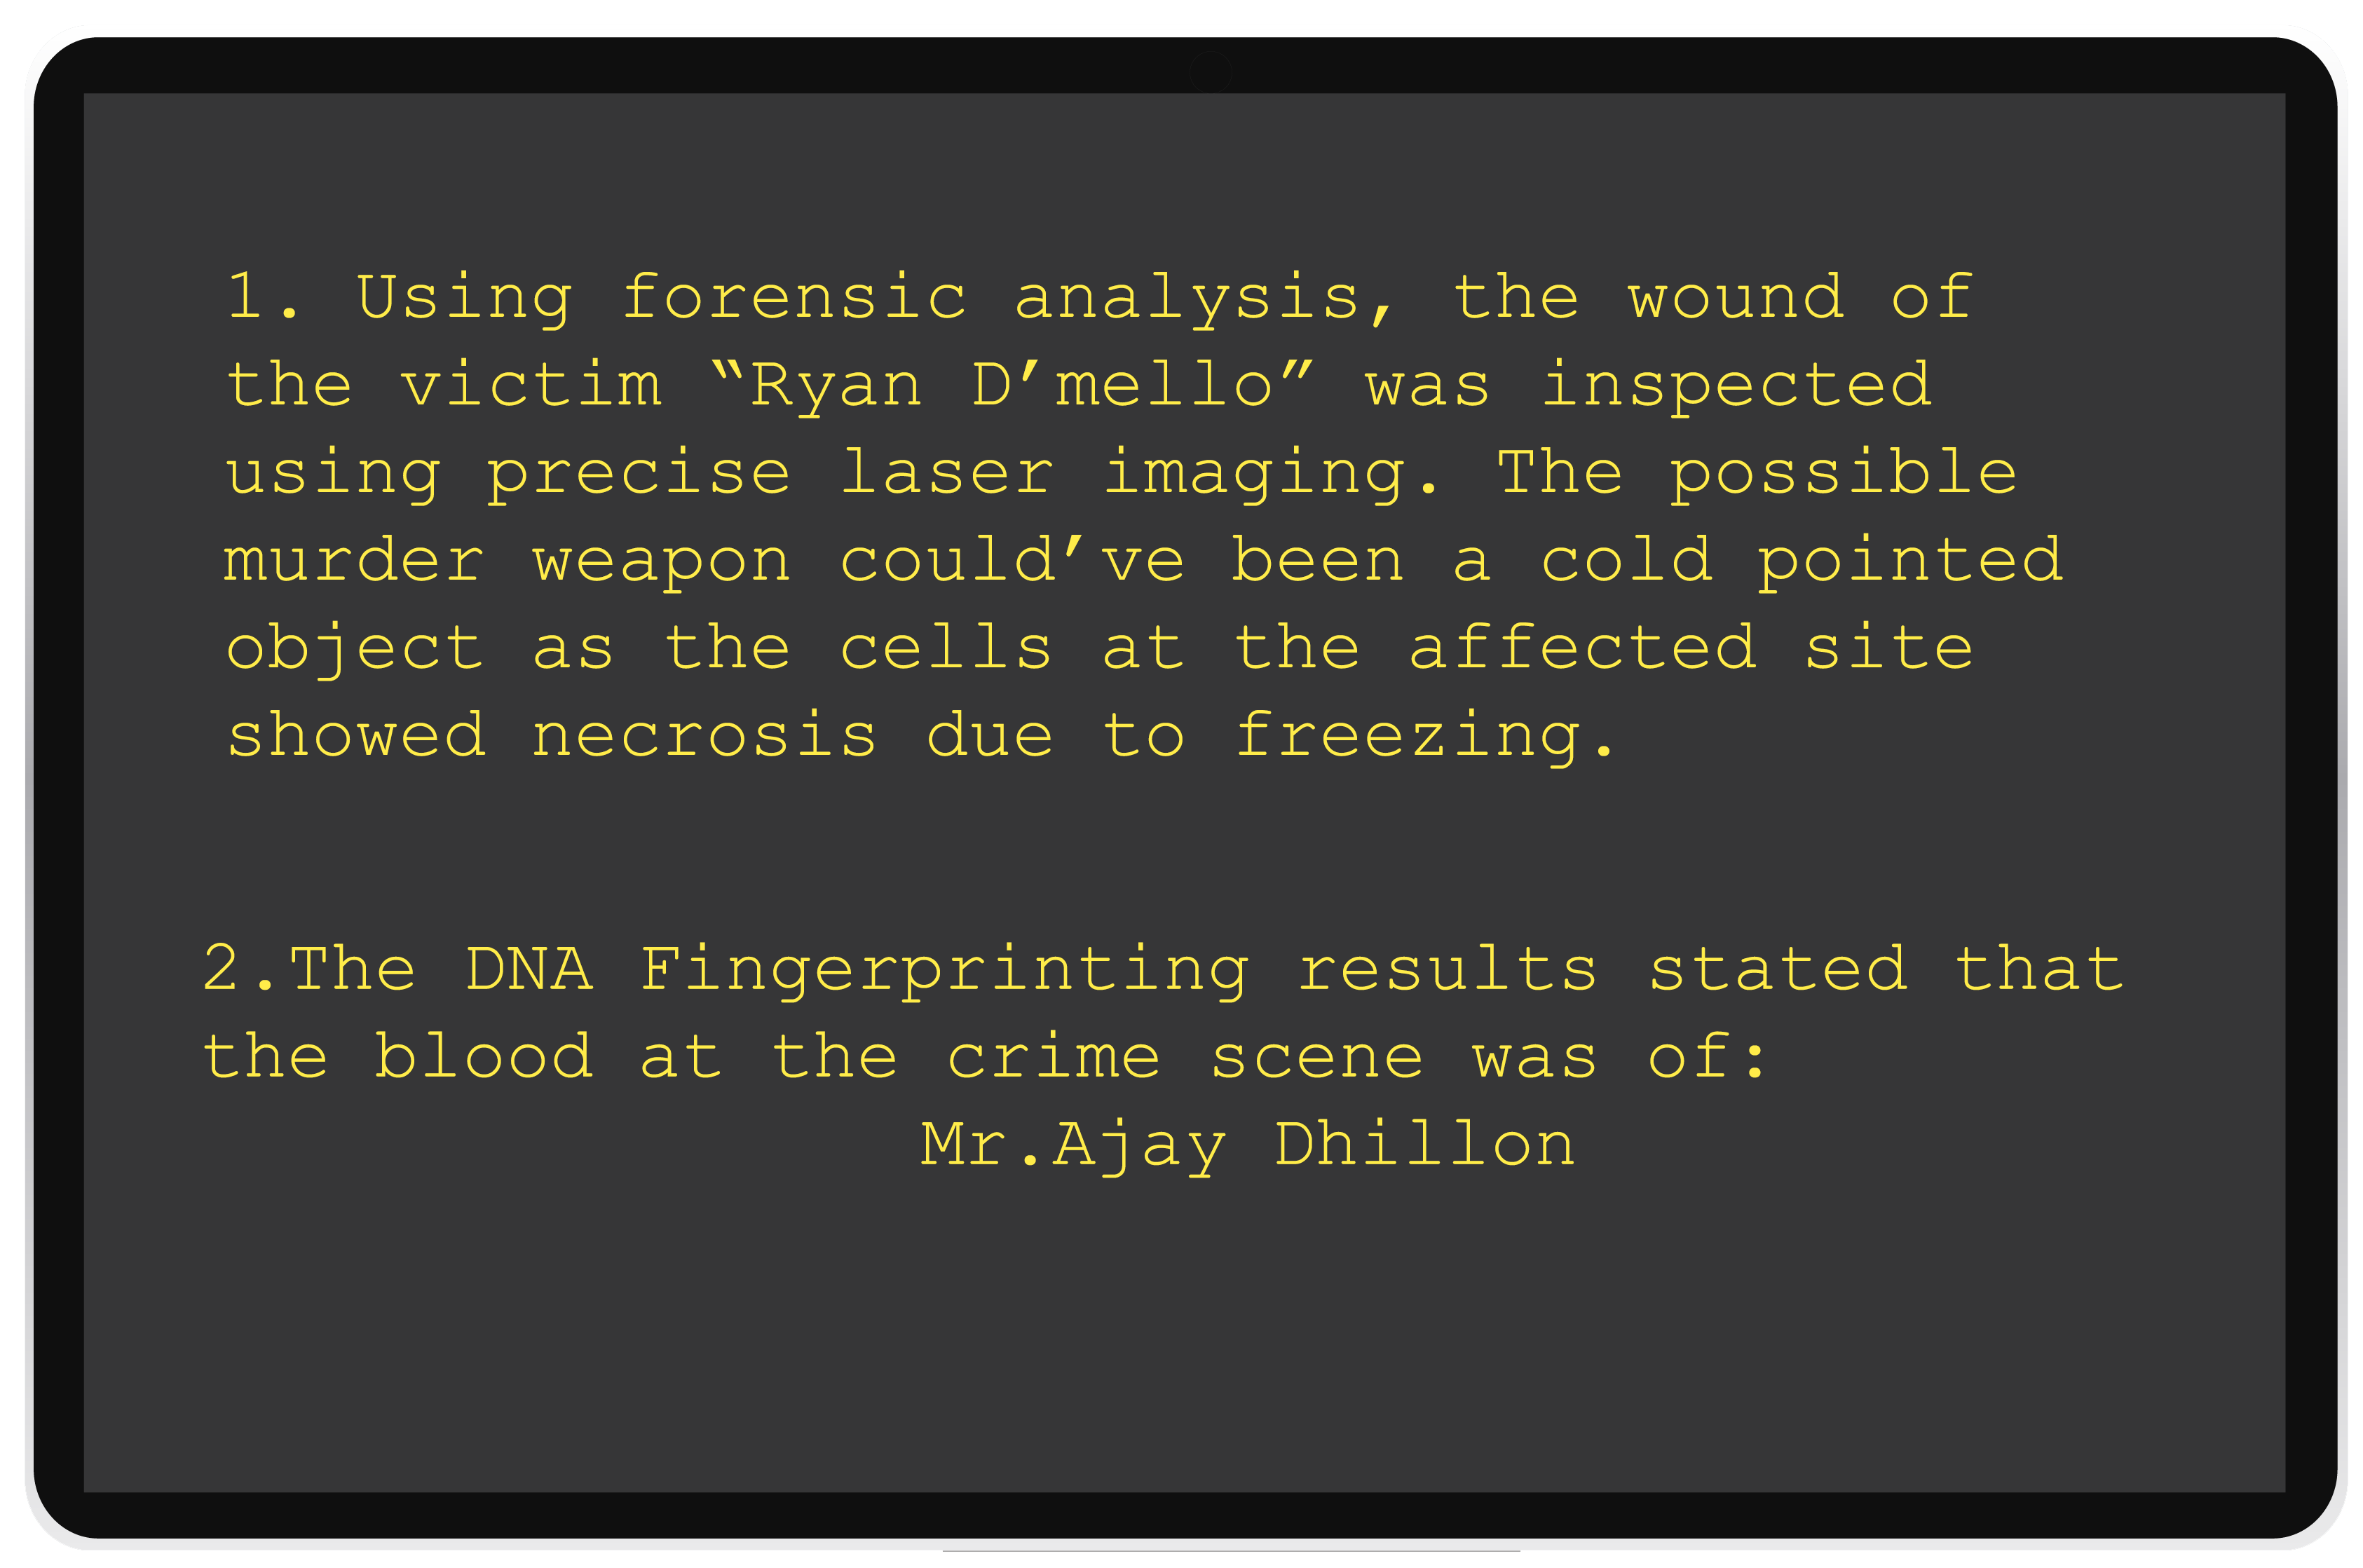 1. Using forensic analysis, the wound of
the victim “Ryan D’mello” was inspected
using precise laser imaging. The possible
murder weapon could’ve been a cold pointed
object as the cells at the affected site
showed necrosis due to freezing.
2.The DNA Fingerprinting results stated that
the blood at the crime scene was of:
Mr.Ajay Dhillon